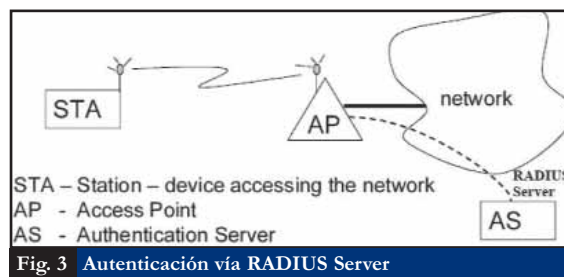 STA
AP
network
RADIUS
Server
AS
STA – Station – device accessing the network
AP - Access Point
AS - Authentication Server
Fig. 3 Autenticación vía RADIUS Server